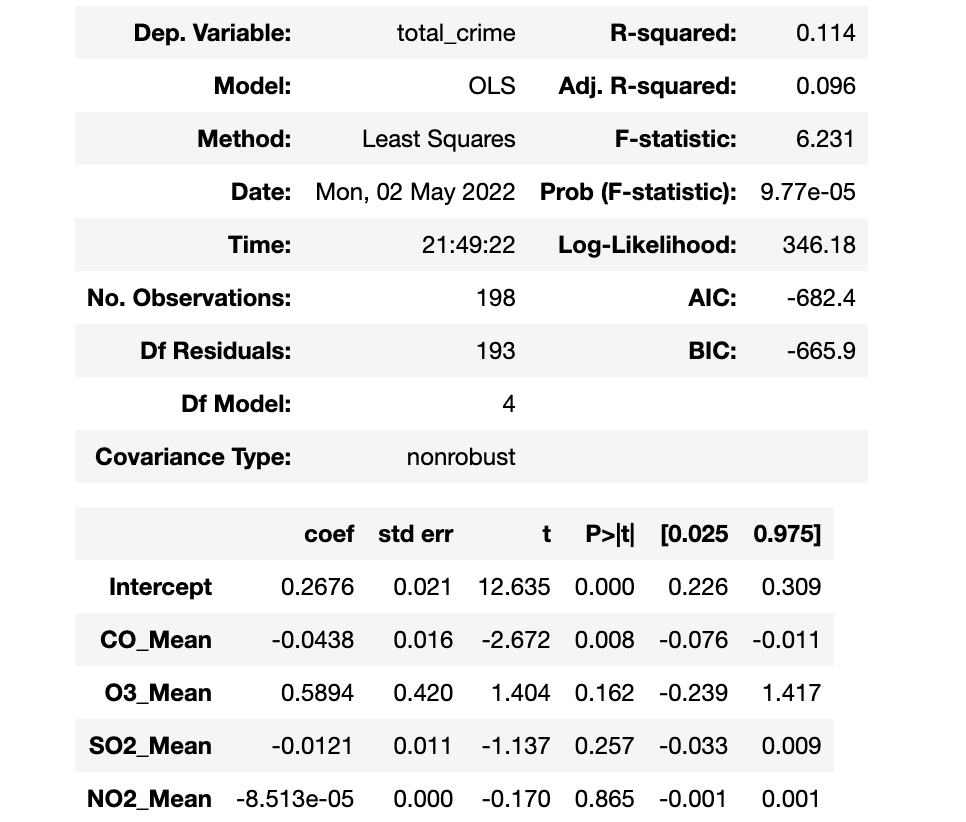 Dep. Variable: total_crime R-squared: 0.114
Model: OLS Adj. R-squared: 0.096
Method: Least Squares F-statistic: 6.231
Date: Mon, 02 May 2022 Prob (F-statistic): 9.77e-05
Time: 21:49:22 Log-Likelihood: 346.18
No. Observations: 198 AIC: -682.4
Df Residuals: 193 BIC: -665.9
Df Model: 4
Covariance Type: nonrobust
coef std err t P>|t| [0.025 0.975]
Intercept 0.2676 0.021 12.635 0.000 0.226 0.309
CO_Mean -0.0438 0.016 -2.672 0.008 -0.076 -0.011
O3_Mean 0.5894 0.420 1.404 0.162 -0.239 1.417
SO2_Mean -0.0121 0.011 -1.137 0.257 -0.033 0.009
NO2_Mean -8.513e-05 0.000 -0.170 0.865 -0.001 0.001